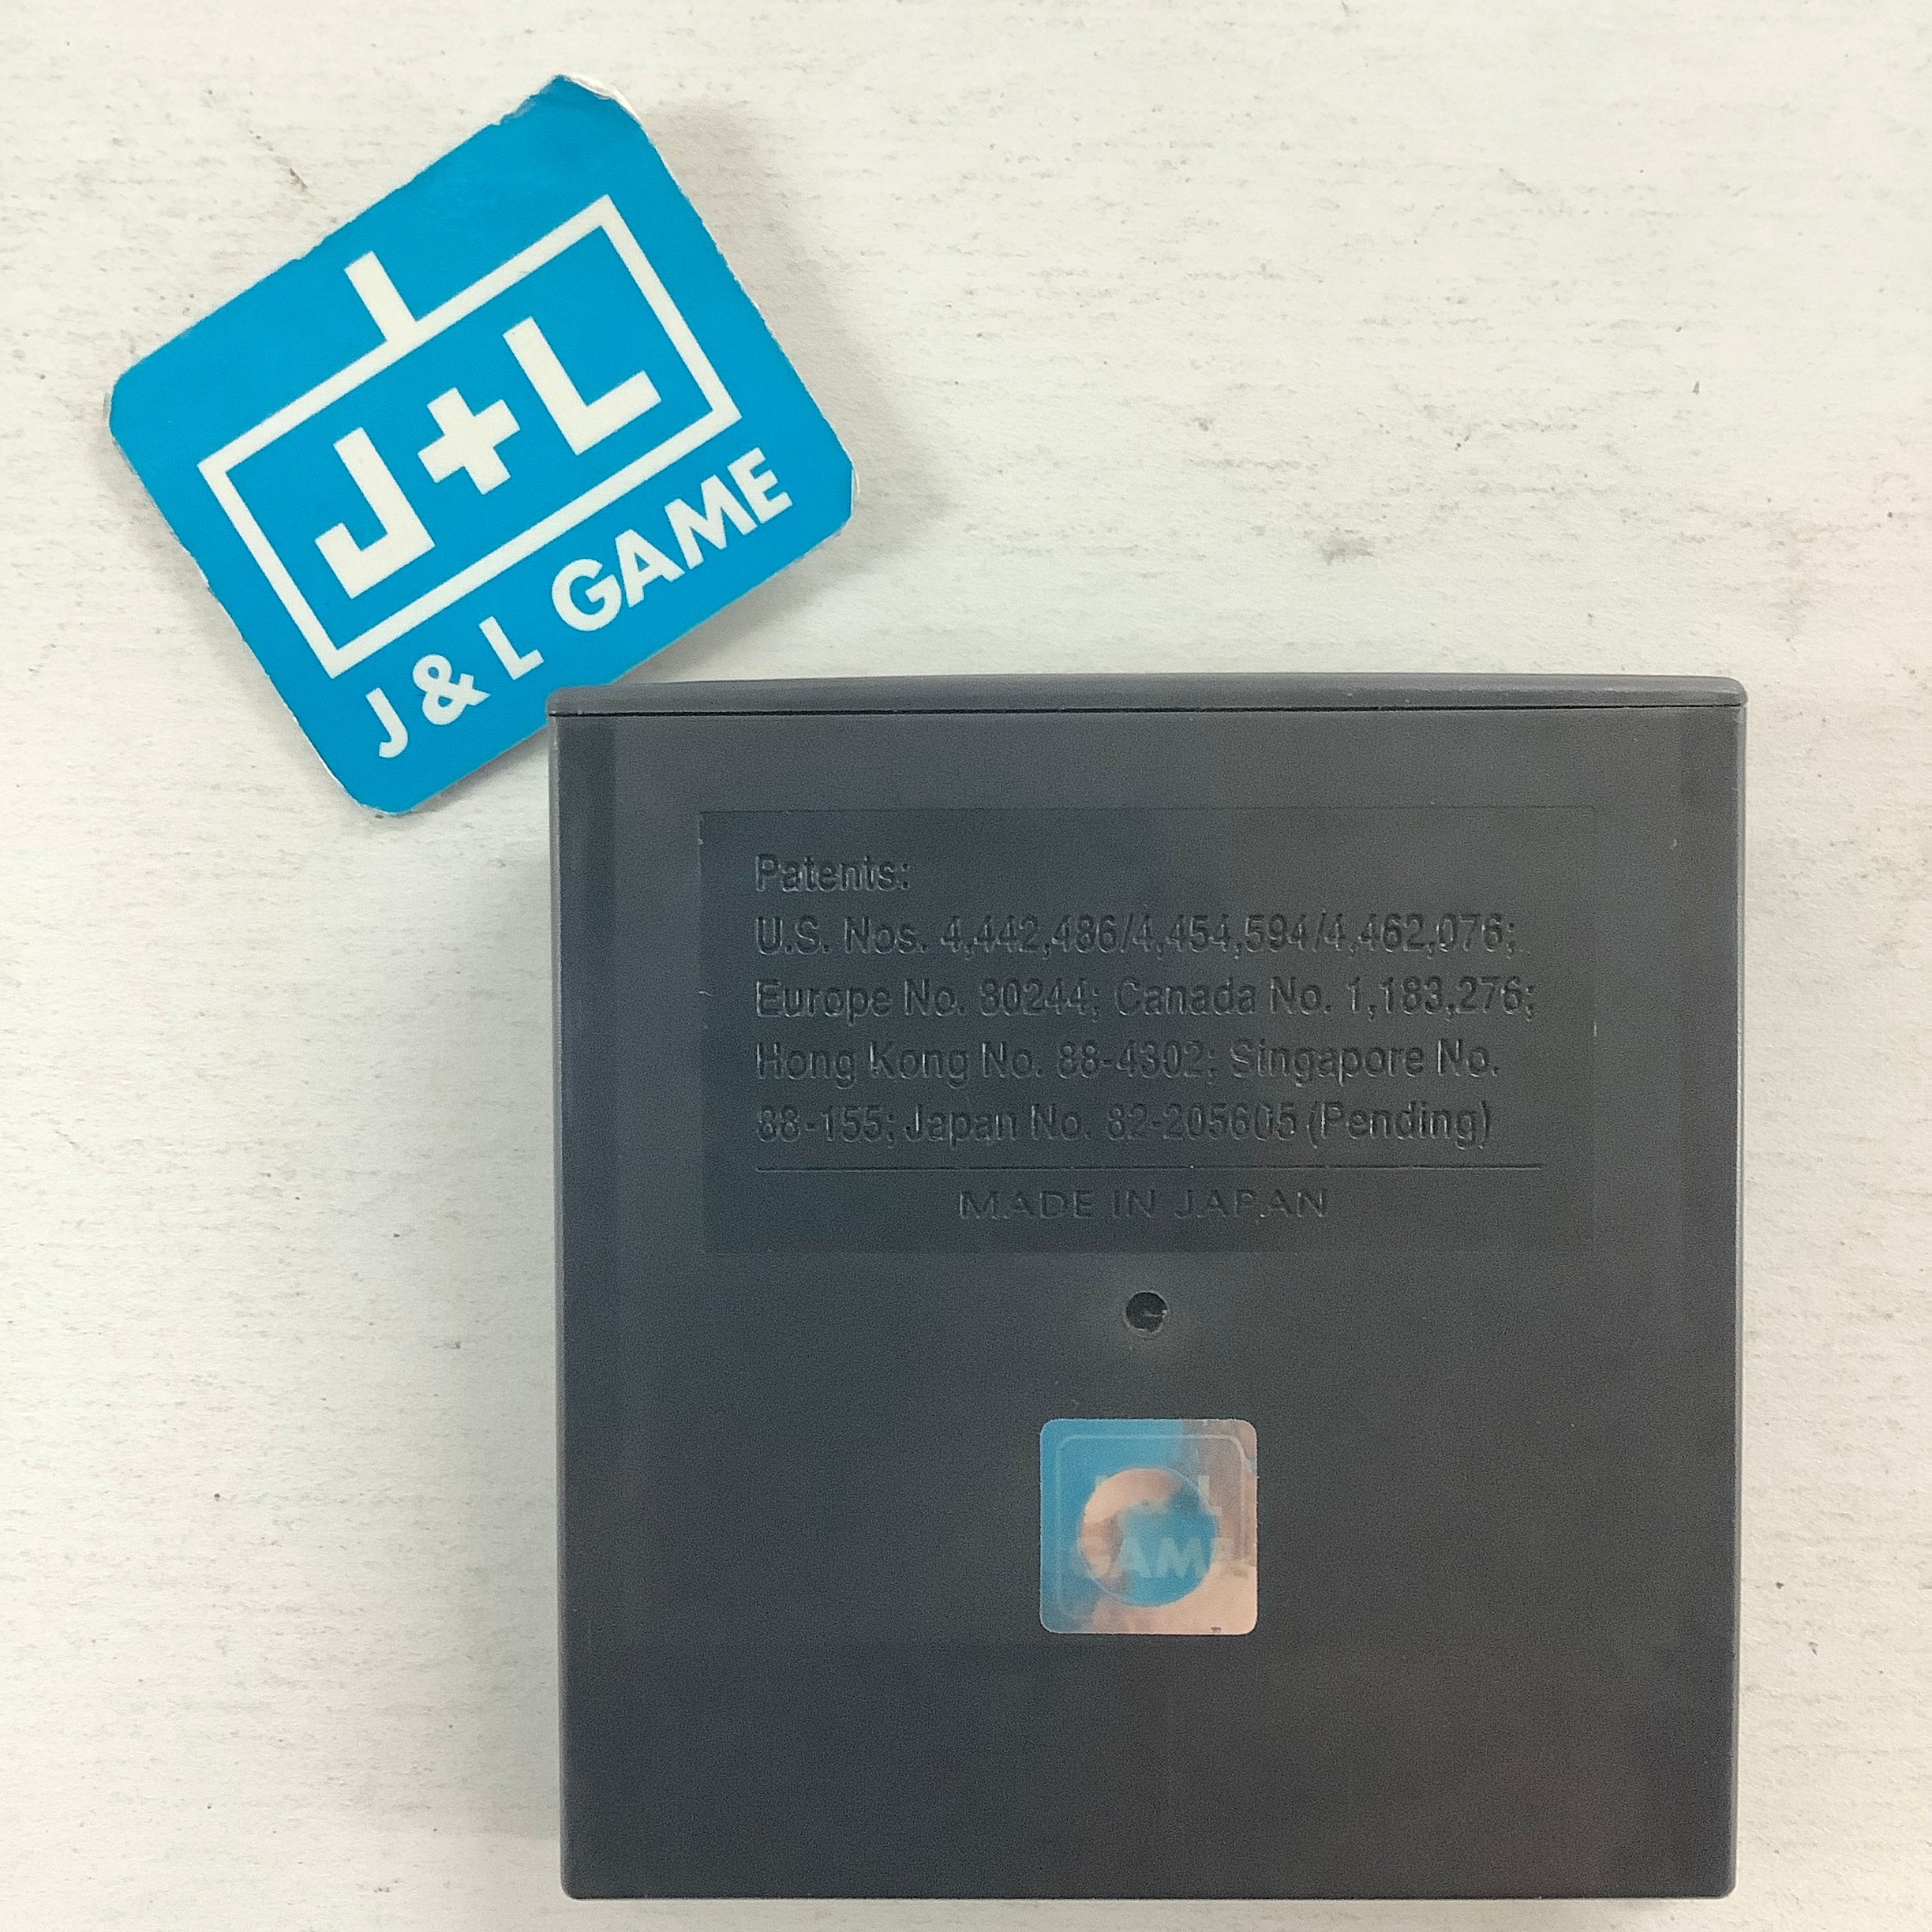 J+L
J & L GAME
Patents:
U.S. Nos. 4,442,486/4,454,594/4,462,076;
Europe No. 80244; Canada No. 1,183,276;
Hong Kong No. 88-4302; Singapore No.
88-155; Japan No. 82-205605 (Pending)
MADE IN JAPAN
GAME